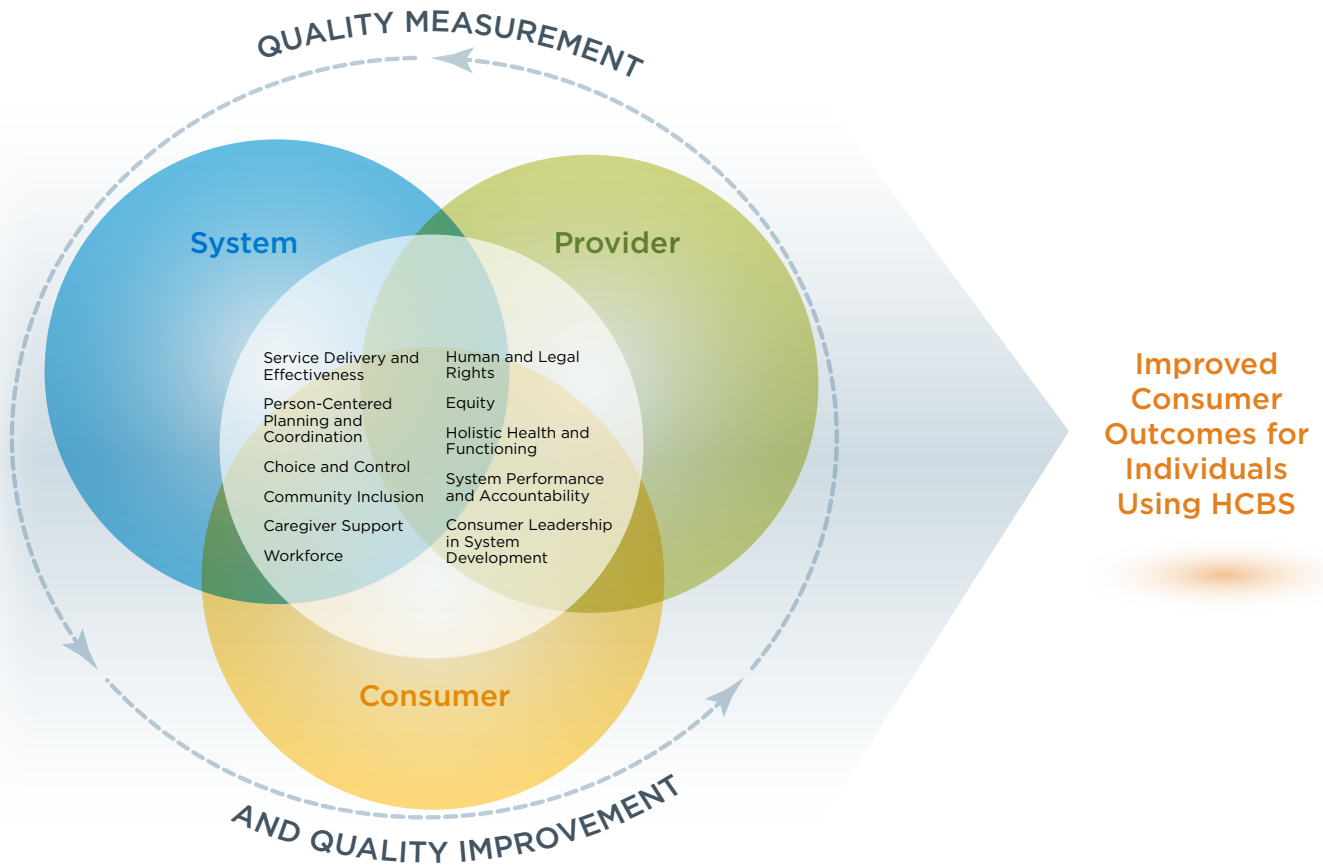 QUALITY MEASUREMENT
System
Provider
Service Delivery and
Effectiveness
Person-Centered
Planning and
Coordination
Choice and Control
Community Inclusion
Caregiver Support
Workforce
Human and Legal
Rights
Equity
Holistic Health and
Functioning
System Performance
and Accountability
Consumer Leadership
in System
Development
Consumer
AND QUALITY IMPROVEMENT
Improved
Consumer
Outcomes for
Individuals
Using HCBS